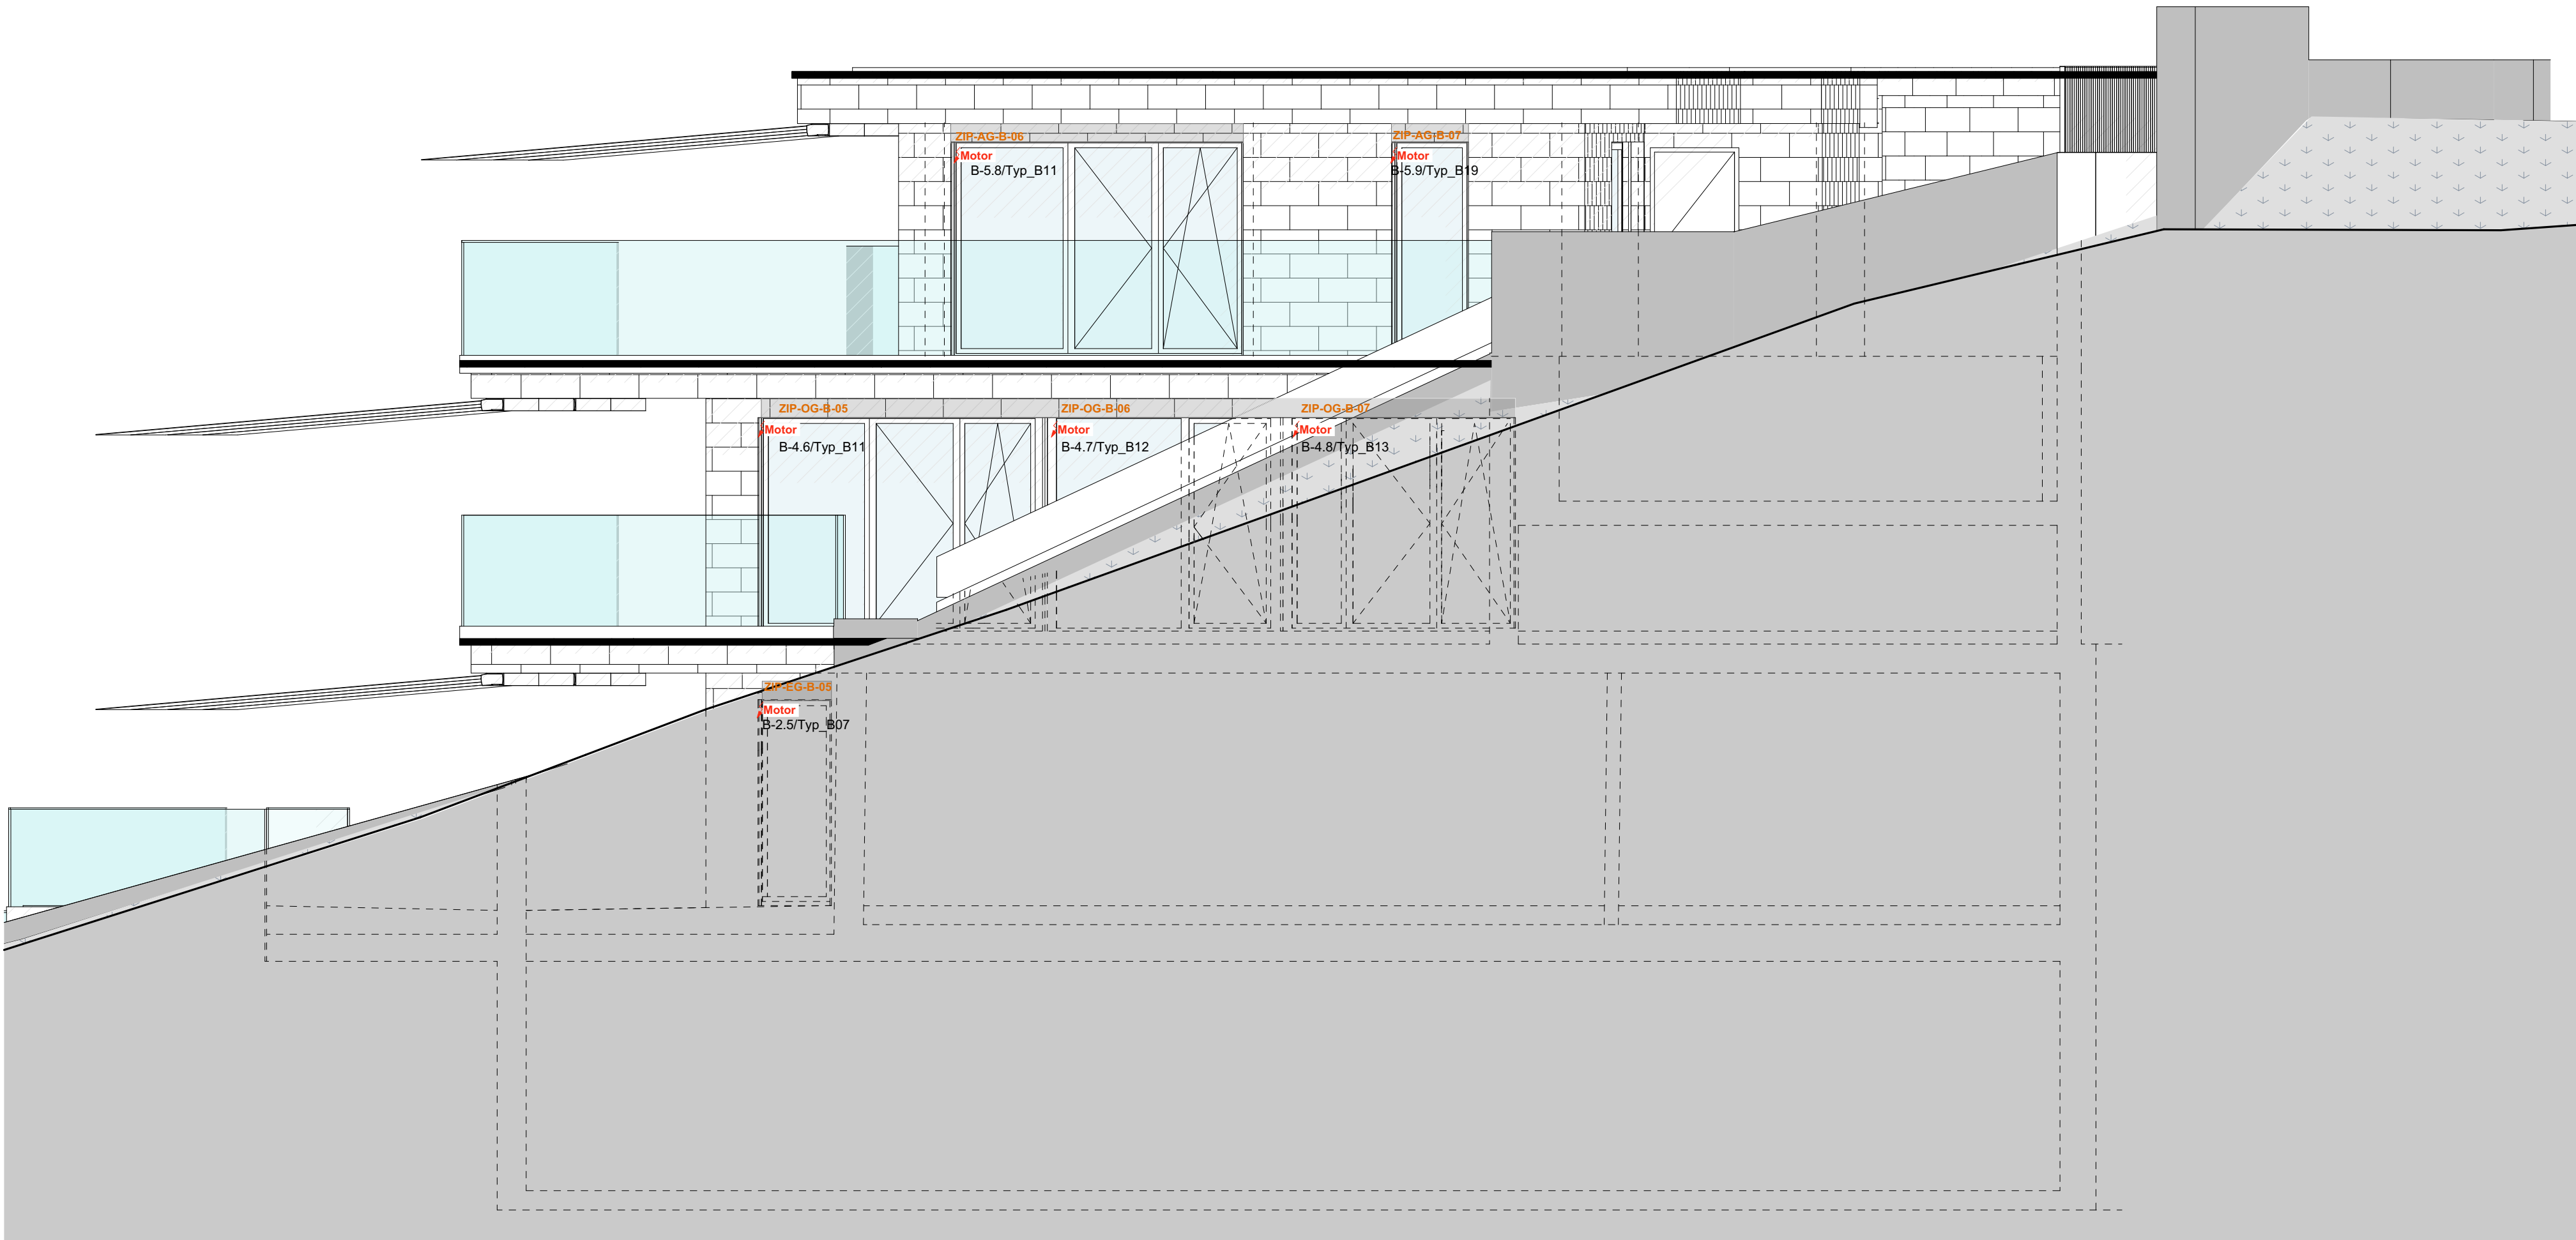 ZIP-AG-B-06
Motor
B-5.8/Typ_B11
ZIP-AG-B-07
Motor
B-5.9/Typ_B19
ZIP-OG-B-05
Motor
B-4.6/Typ_B11
ZIP-OG-B-06
Motor
B-4.7/Typ_B12
ZIP-OG-B-07
Motor
B-4.8/Typ_B13
ZIP-EG-B-05
Motor
B-2.5/Typ_B07